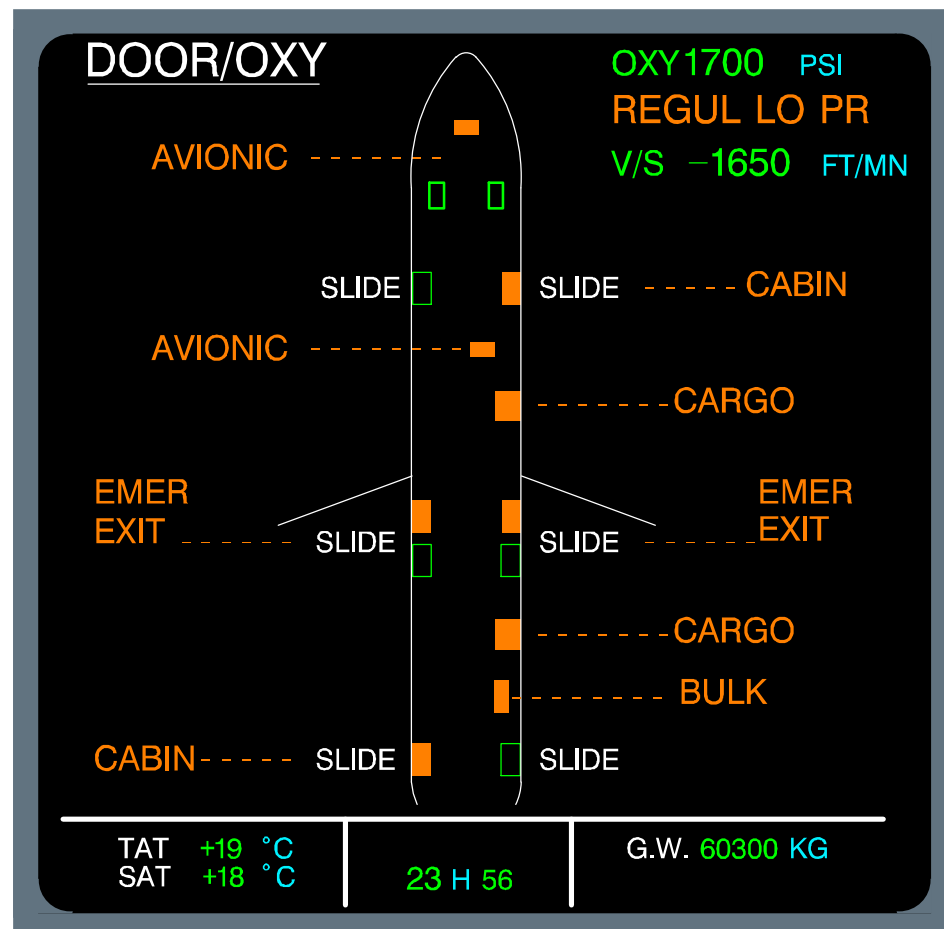 DOOR/OXY OXY 1700 PSI
REGUL LO PR
AVIONIC V/S -1650 FT/MN
SLIDE SLIDE CABIN
AVIONIC
CARGO
EMER EMER
EXIT SLIDE SLIDE EXIT
CARGO
BULK
CABIN SLIDE SLIDE
TAT +19 °C G.W. 60300 KG
SAT +18 °C 23 H 56